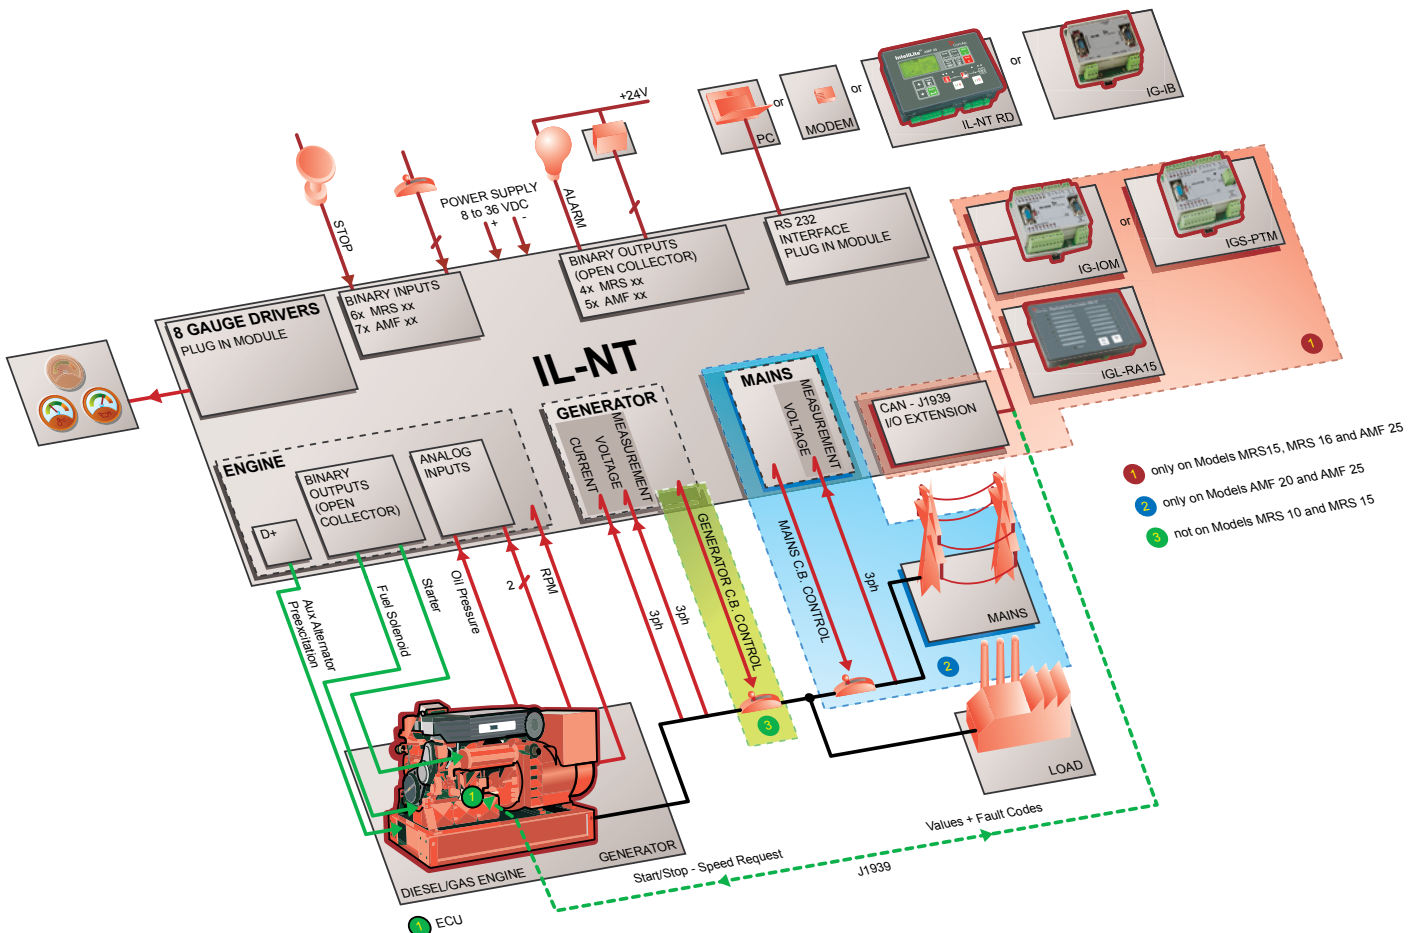 +24V
PC
or
MODEM
or
InteliLite
IL-NT RD
or
IG-IB
STOP
POWER SUPPLY
8 to 36 VDC
+
-
ALARM
8 GAUGE DRIVERS
PLUG IN MODULE
BINARY INPUTS
6x MRS xx
7x AMF xx
BINARY OUTPUTS
(OPEN COLLECTOR)
4x MRS xx
5x AMF xx
RS 232
INTERFACE
PLUG IN MODULE
IG-IOM
or
IGS-PTM
IGL-RA15
1
IL-NT
ENGINE
D+
BINARY
OUTPUTS
(OPEN
COLLECTOR)
ANALOG
INPUTS
GENERATOR
CURRENT
VOLTAGE
MEASUREMENT
MAINS
VOLTAGE
MEASUREMENT
CAN - J1939
I/O EXTENSION
1 only on Models MRS15, MRS 16 and AMF 25
2 only on Models AMF 20 and AMF 25
3 not on Models MRS 10 and MRS 15
Aux Alternator
Preexcitation
Fuel Solenoid
Starter
Oil Pressure
2
RPM
3ph
3ph
GENERATOR C.B. CONTROL
MAINS C.B. CONTROL
3ph
MAINS
2
3
LOAD
1
GENERATOR
DIESEL/GAS ENGINE
Start/Stop - Speed Request
Values + Fault Codes
J1939
1 ECU